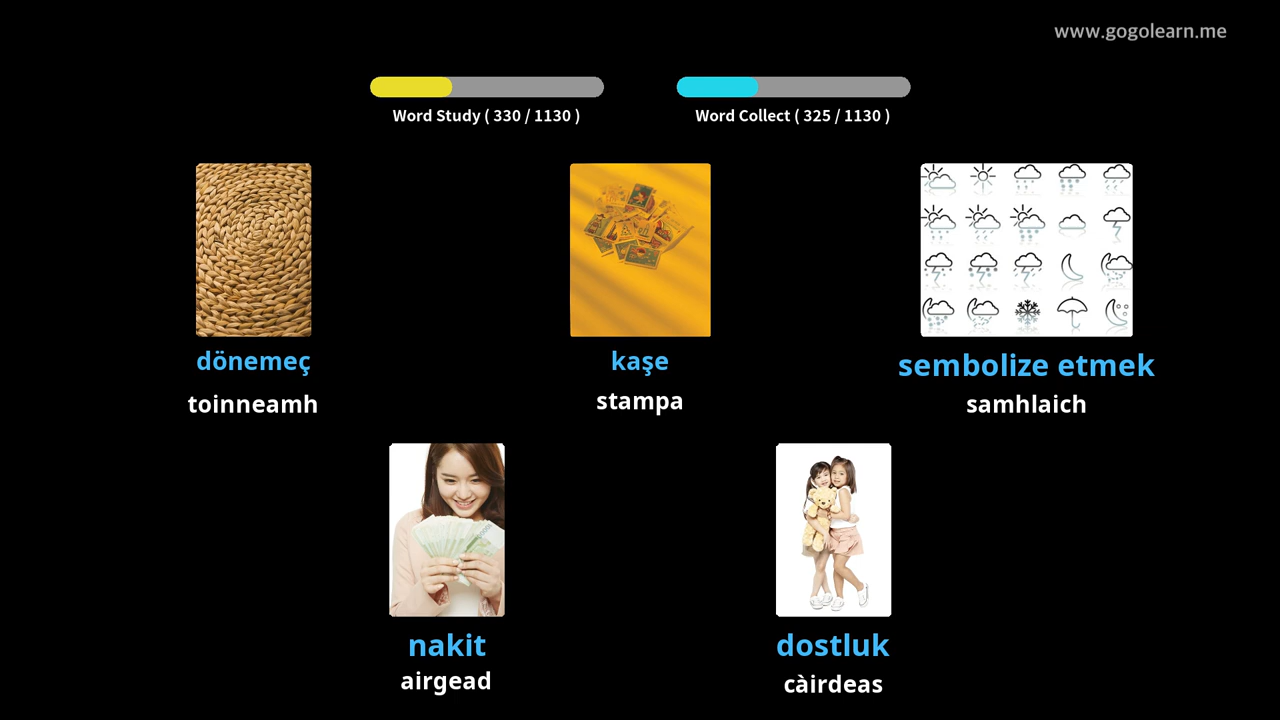 www.gogolearn.me
Word Study ( 330 / 1130 )
Word Collect ( 325 / 1130 )
dönemeç
toinneamh
kaşe
stampa
sembolize etmek
samhlaich
nakit
airgead
dostluk
càirdeas